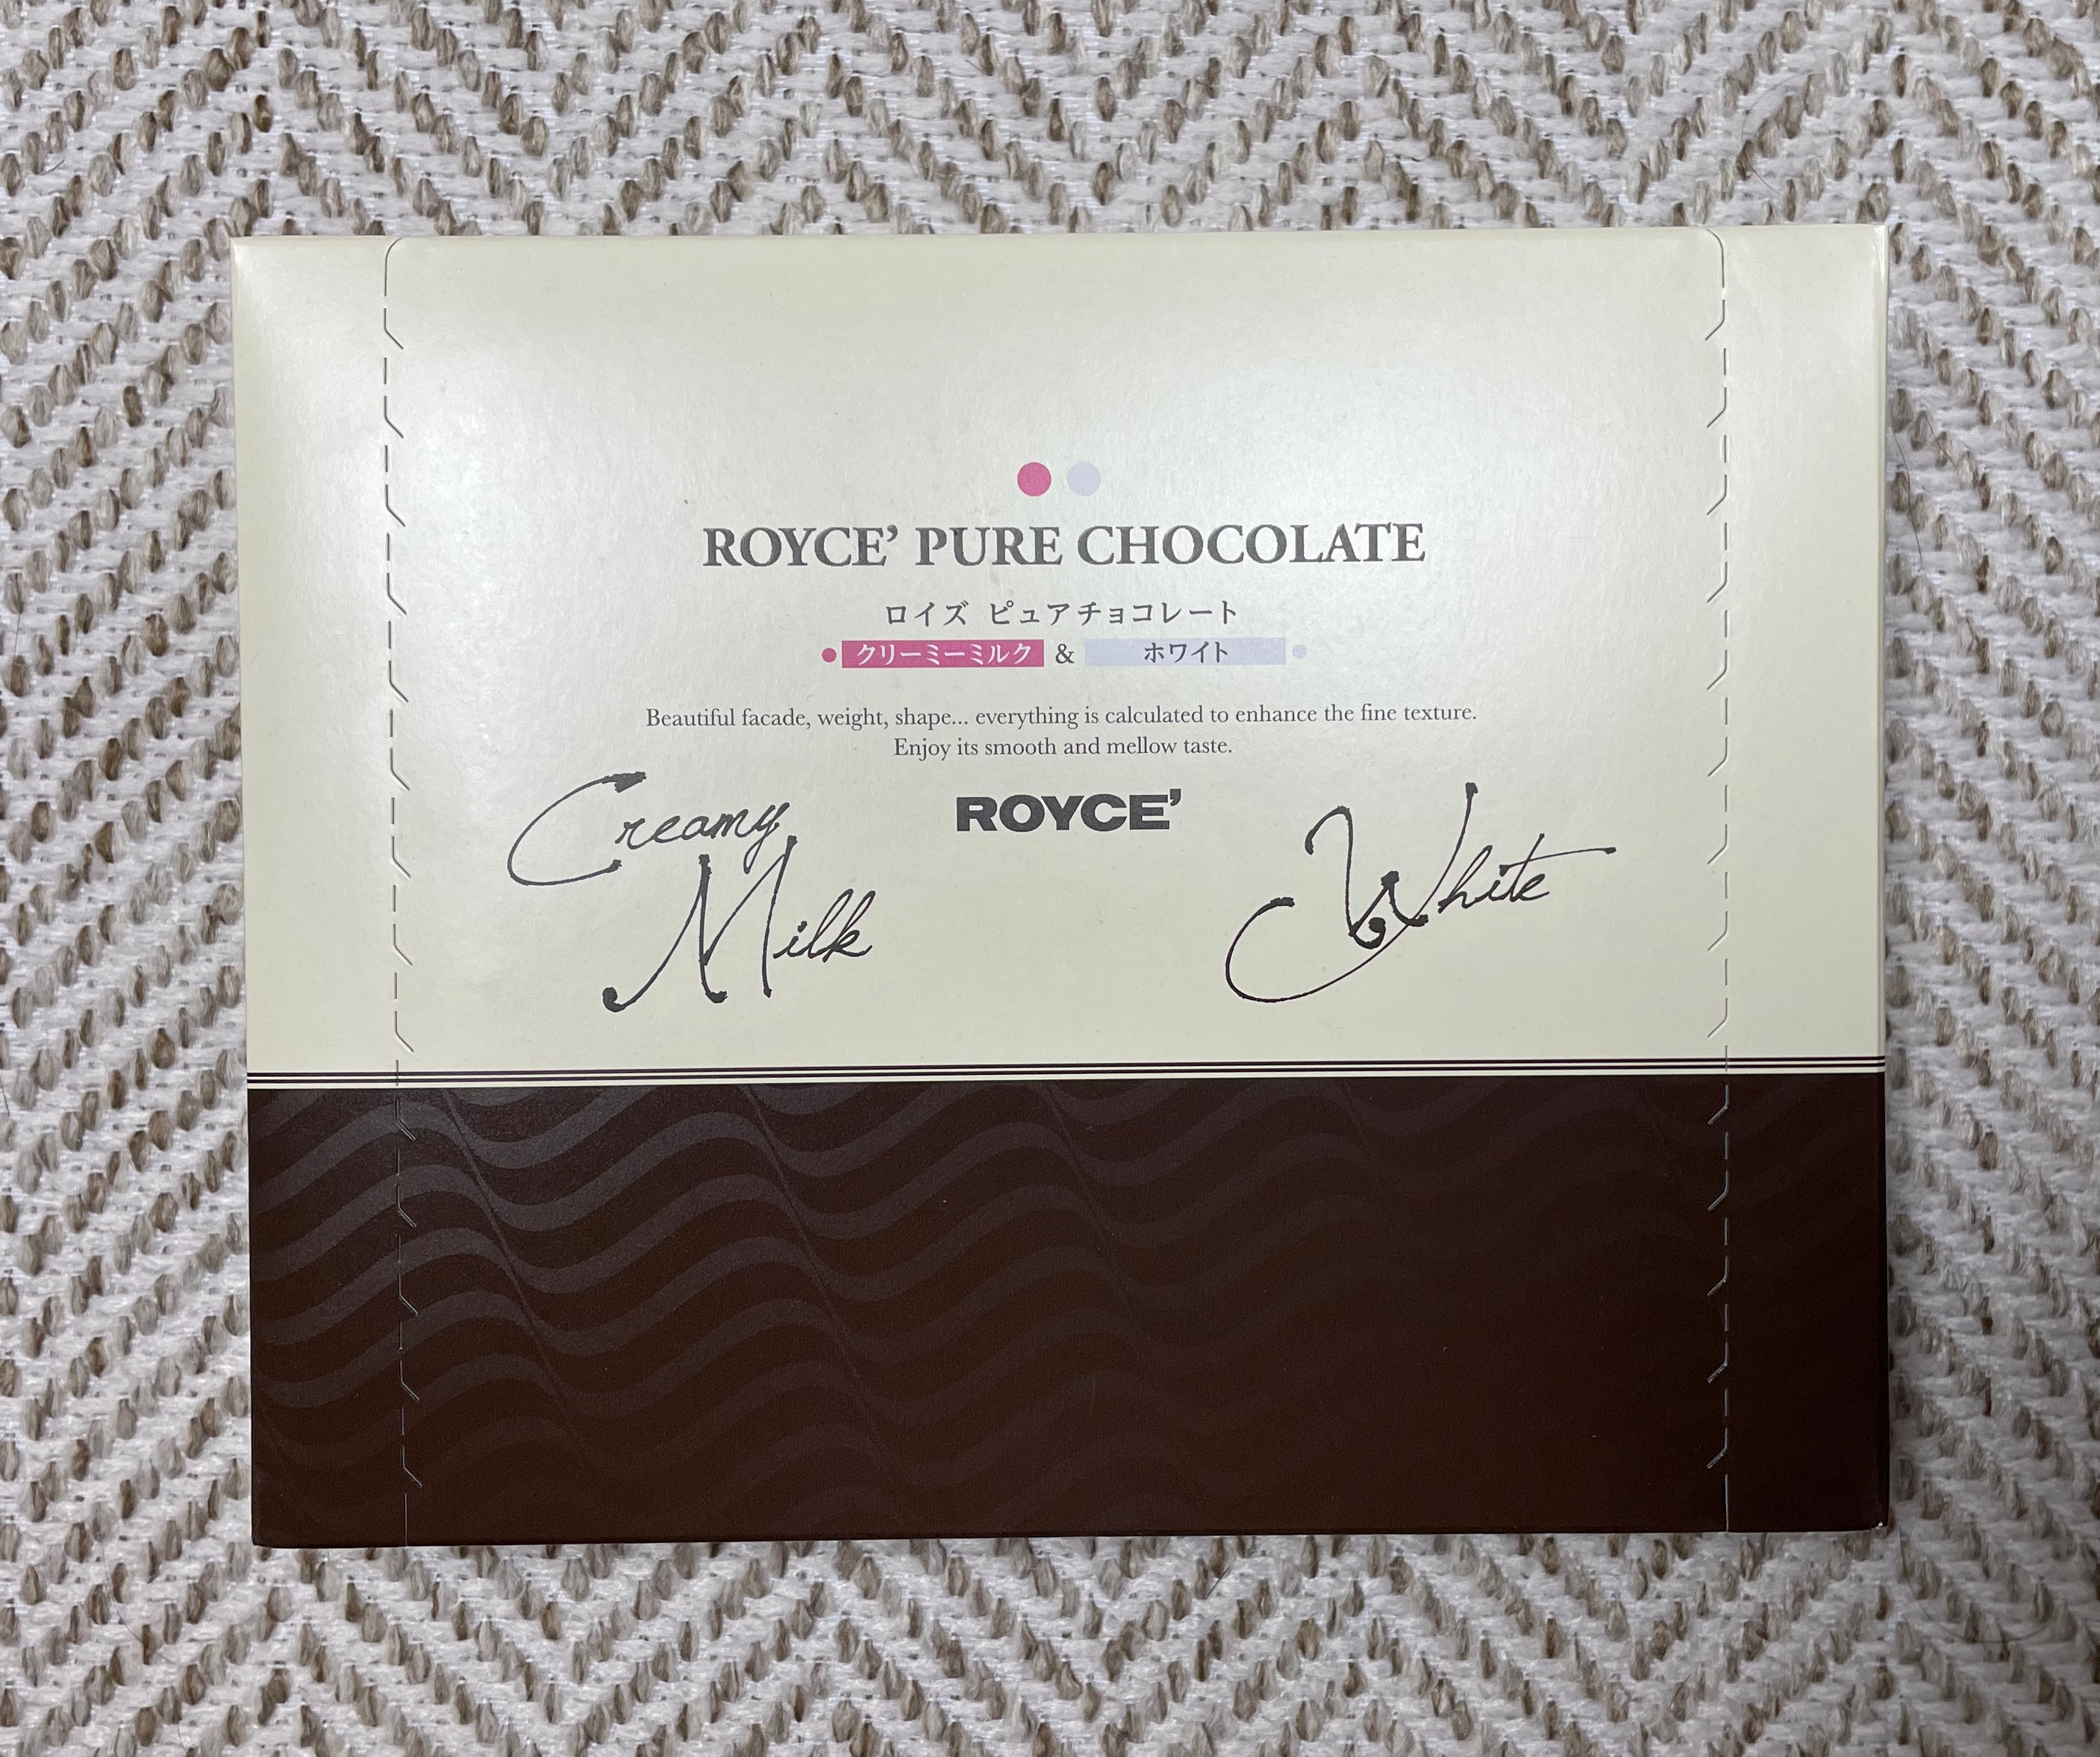 ROYCE’ PURE CHOCOLATE
ロイズ ピュアチョコレート
クリーミーミルク & ホワイト
Beautiful facade, weight, shape... everything is calculated to enhance the fine texture.
Enjoy its smooth and mellow taste.
ROYCE’
Creamy
Milk
White